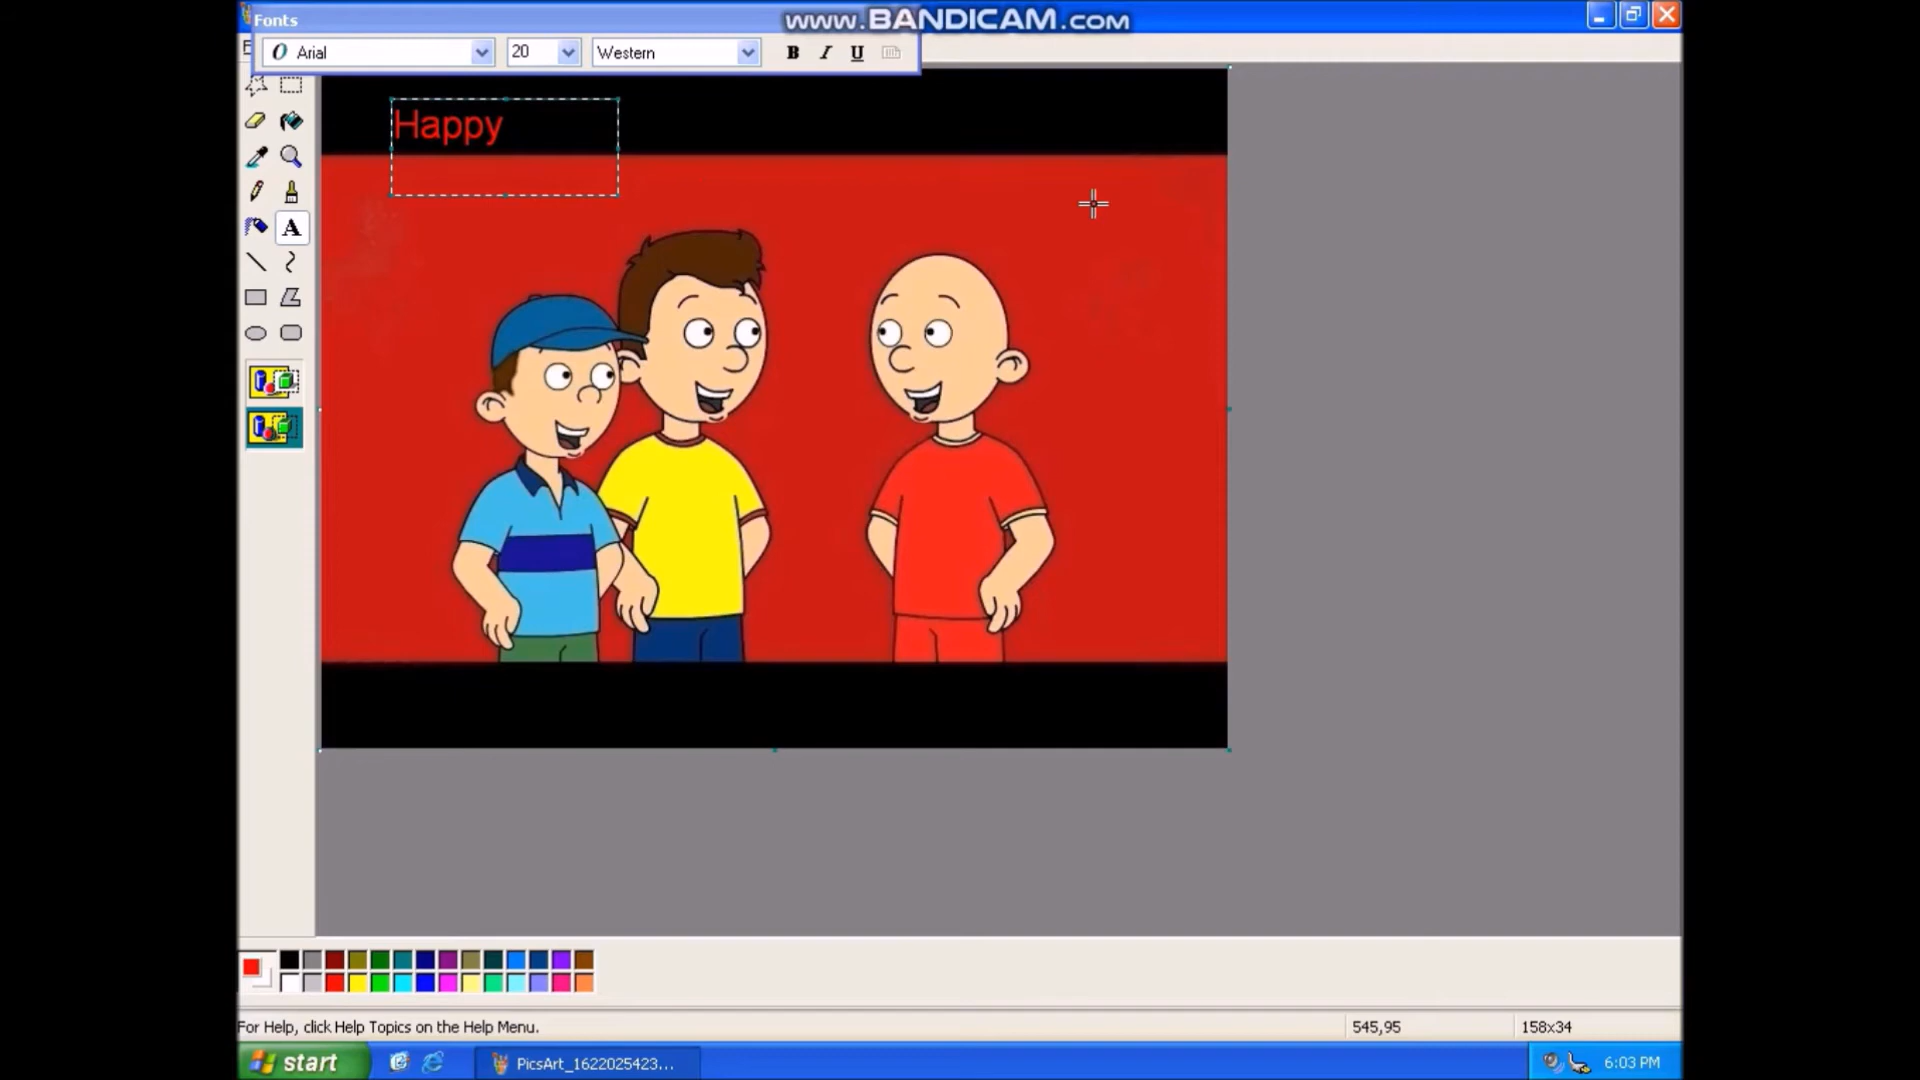 Fonts
www.BANDICAM.com
Arial
20
Western
B I U
A
Happy
For Help, click Help Topics on the Help Menu.
545,95
158x34
start
PicsArt_1622025423...
6:03 PM